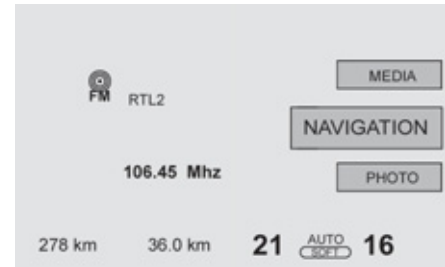 MEDIA
FM RTL2
NAVIGATION
106.45 Mhz
PHOTO
278 km 36.0 km 21 AUTO 16
SOFT